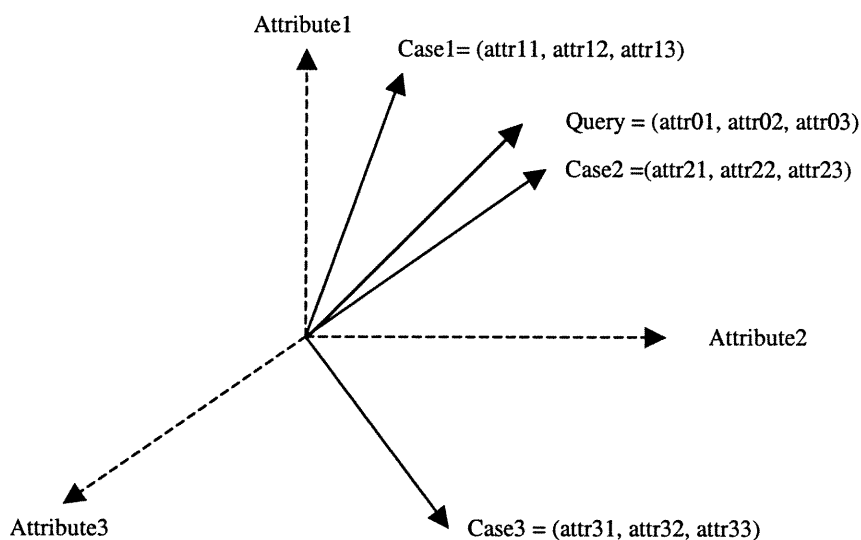 Attribute1
Case1= (attr11, attr12, attr13)
Query = (attr01, attr02, attr03)
Case2 =(attr21, attr22, attr23)
Attribute2
Attribute3
Case3 = (attr31, attr32, attr33)